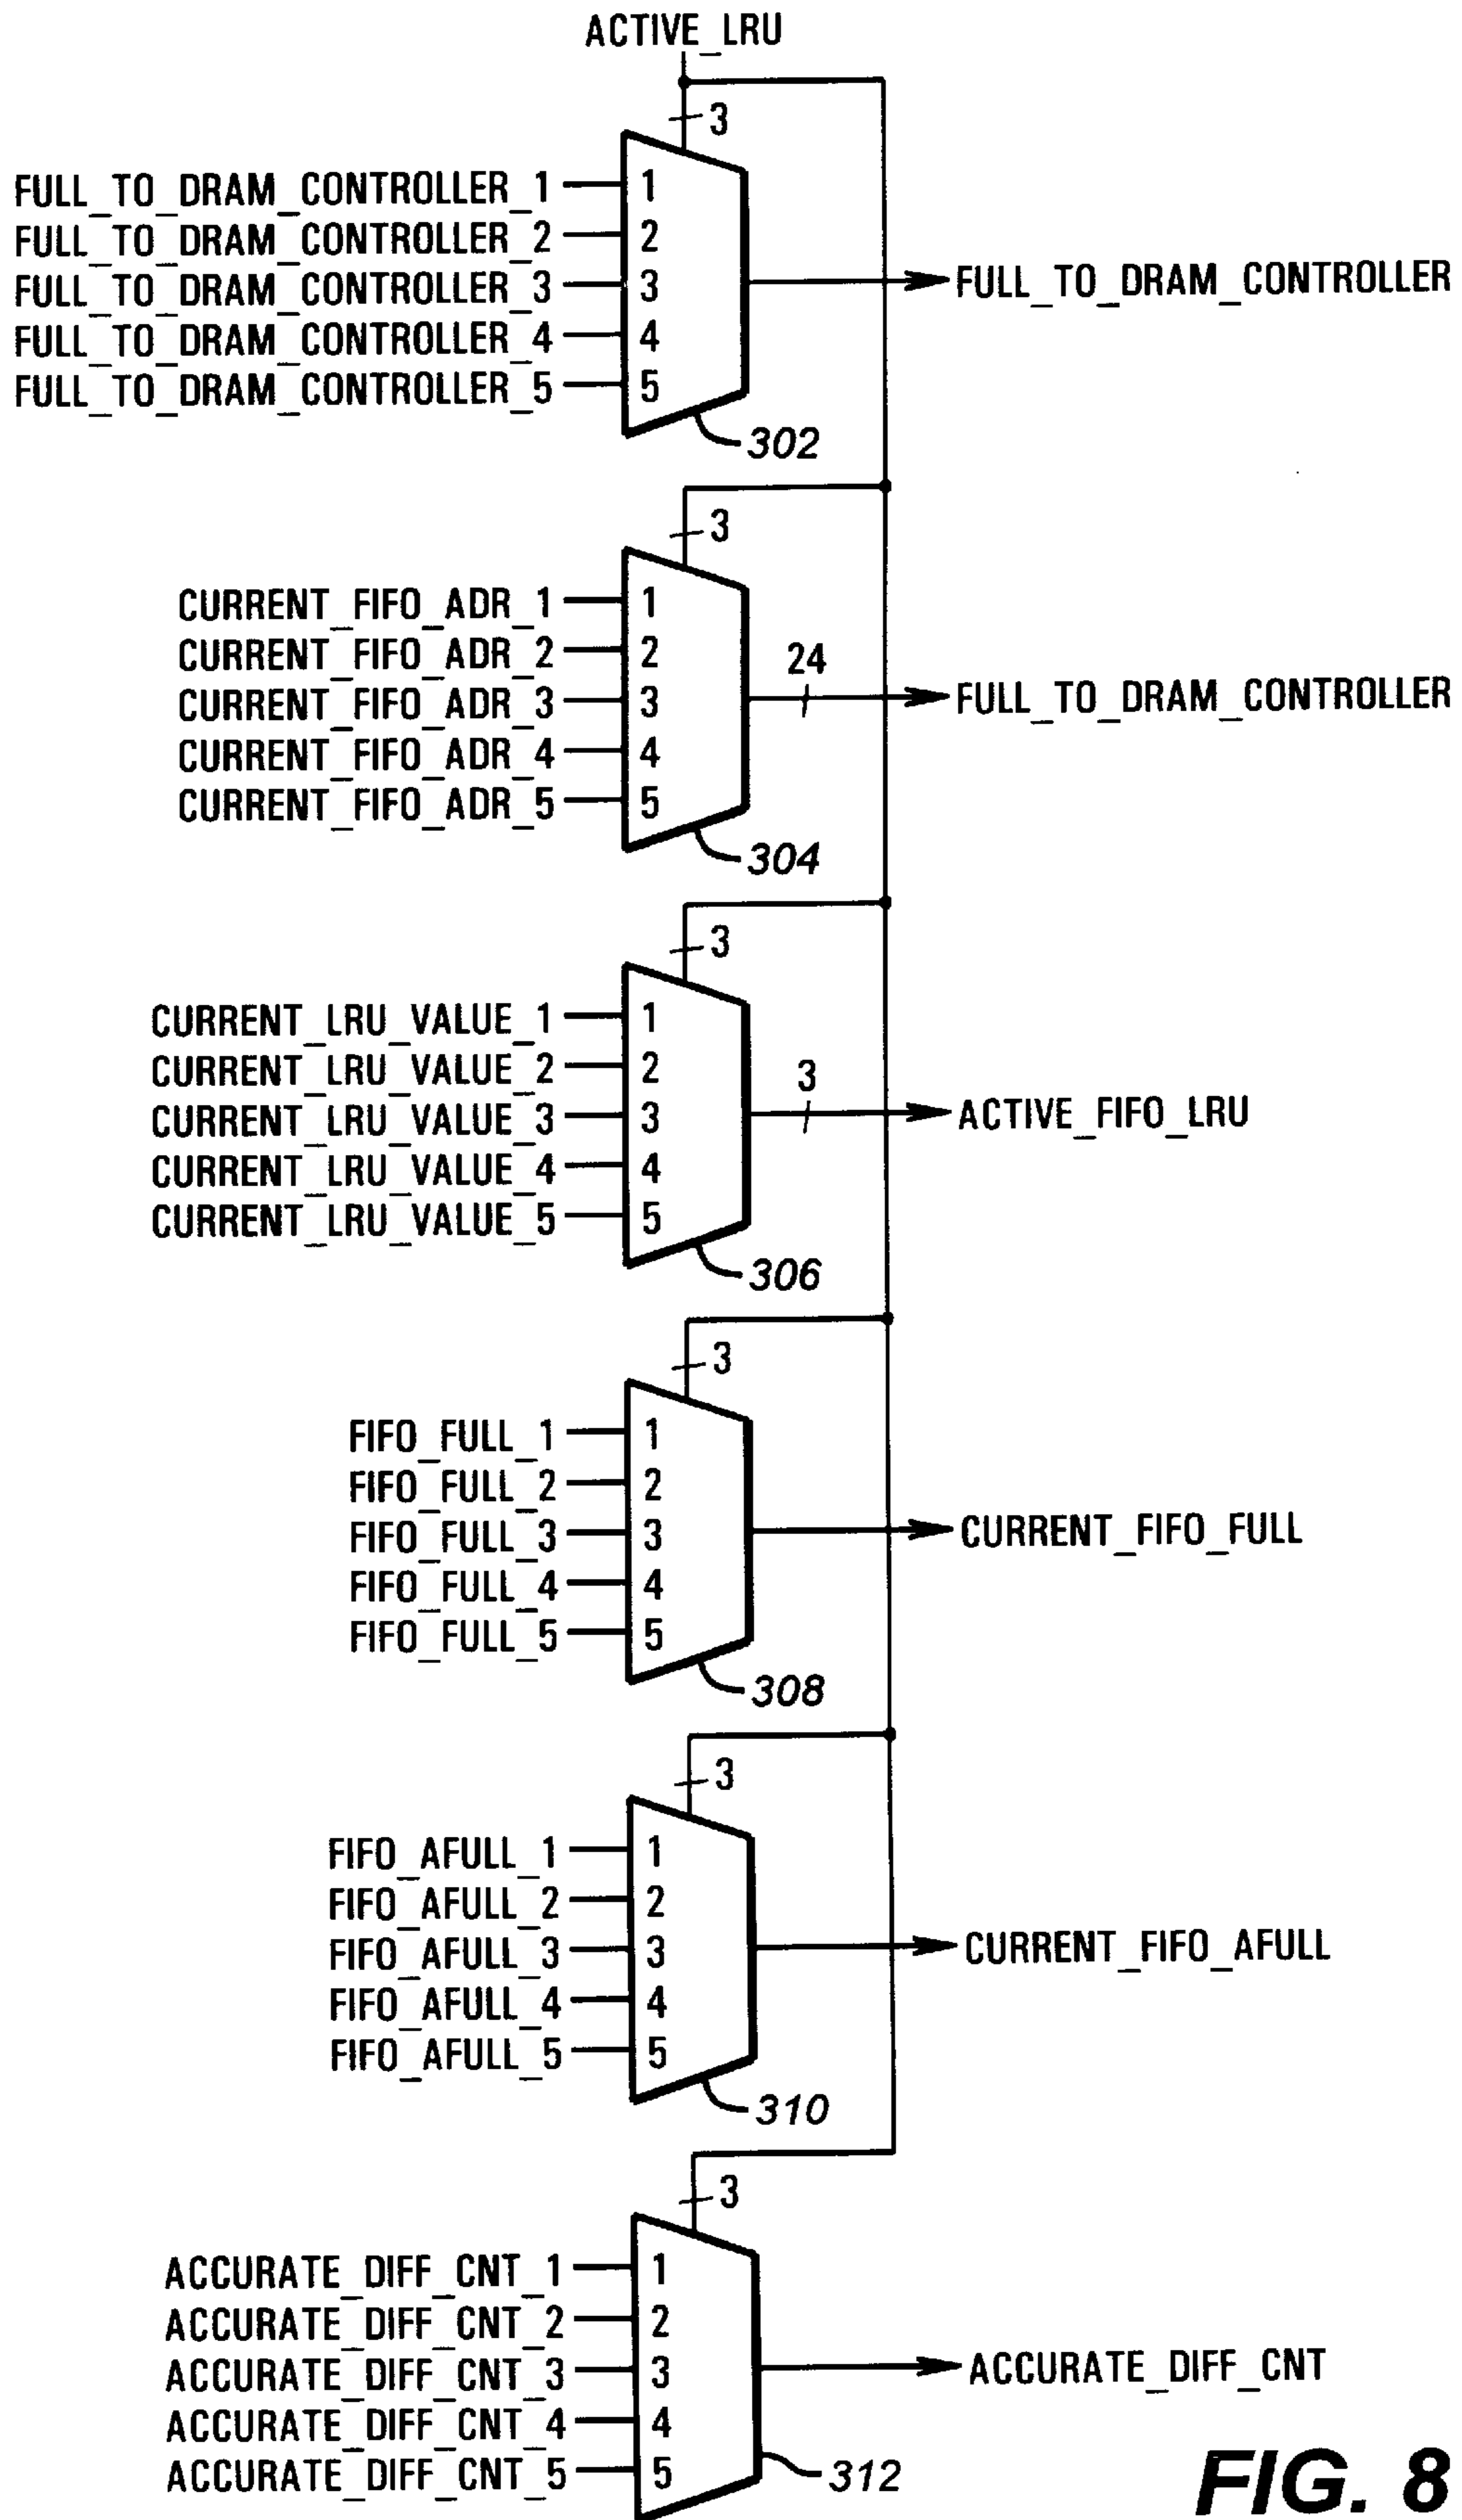 ACTIVE_LRU
3
FULL_TO_DRAM_CONTROLLER_1 1
FULL_TO_DRAM_CONTROLLER_2 2
FULL_TO_DRAM_CONTROLLER_3 3 FULL_TO_DRAM_CONTROLLER
FULL_TO_DRAM_CONTROLLER_4 4
FULL_TO_DRAM_CONTROLLER_5 5
302
3
CURRENT_FIFO_ADR_1 1
CURRENT_FIFO_ADR_2 2 24
CURRENT_FIFO_ADR_3 3 FULL_TO_DRAM_CONTROLLER
CURRENT_FIFO_ADR_4 4
CURRENT_FIFO_ADR_5 5
304
3
CURRENT_LRU_VALUE_1 1
CURRENT_LRU_VALUE_2 2 3
CURRENT_LRU_VALUE_3 3 ACTIVE_FIFO_LRU
CURRENT_LRU_VALUE_4 4
CURRENT_LRU_VALUE_5 5
306
3
FIFO_FULL_1 1
FIFO_FULL_2 2
FIFO_FULL_3 3 CURRENT_FIFO_FULL
FIFO_FULL_4 4
FIFO_FULL_5 5
308
3
FIFO_AFULL_1 1
FIFO_AFULL_2 2
FIFO_AFULL_3 3 CURRENT_FIFO_AFULL
FIFO_AFULL_4 4
FIFO_AFULL_5 5
310
3
ACCURATE_DIFF_CNT_1 1
ACCURATE_DIFF_CNT_2 2
ACCURATE_DIFF_CNT_3 3 ACCURATE_DIFF_CNT
ACCURATE_DIFF_CNT_4 4
ACCURATE_DIFF_CNT_5 5 312
FIG. 8